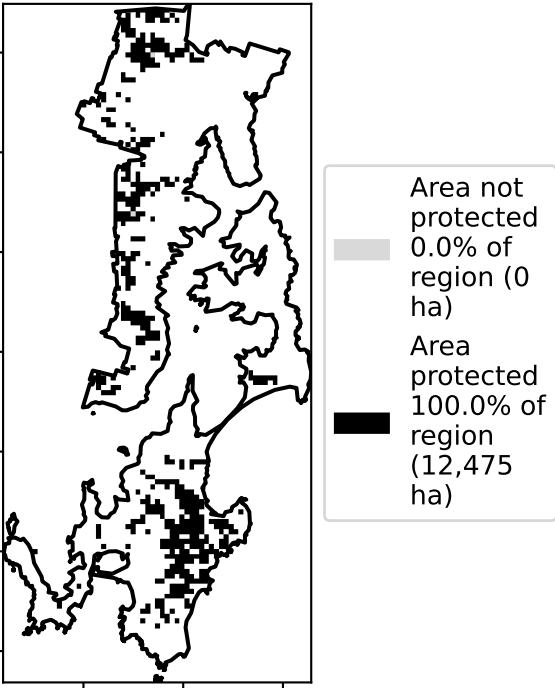 Area not
protected
0.0% of
region (0
ha)
Area
protected
100.0% of
region
(12,475
ha)